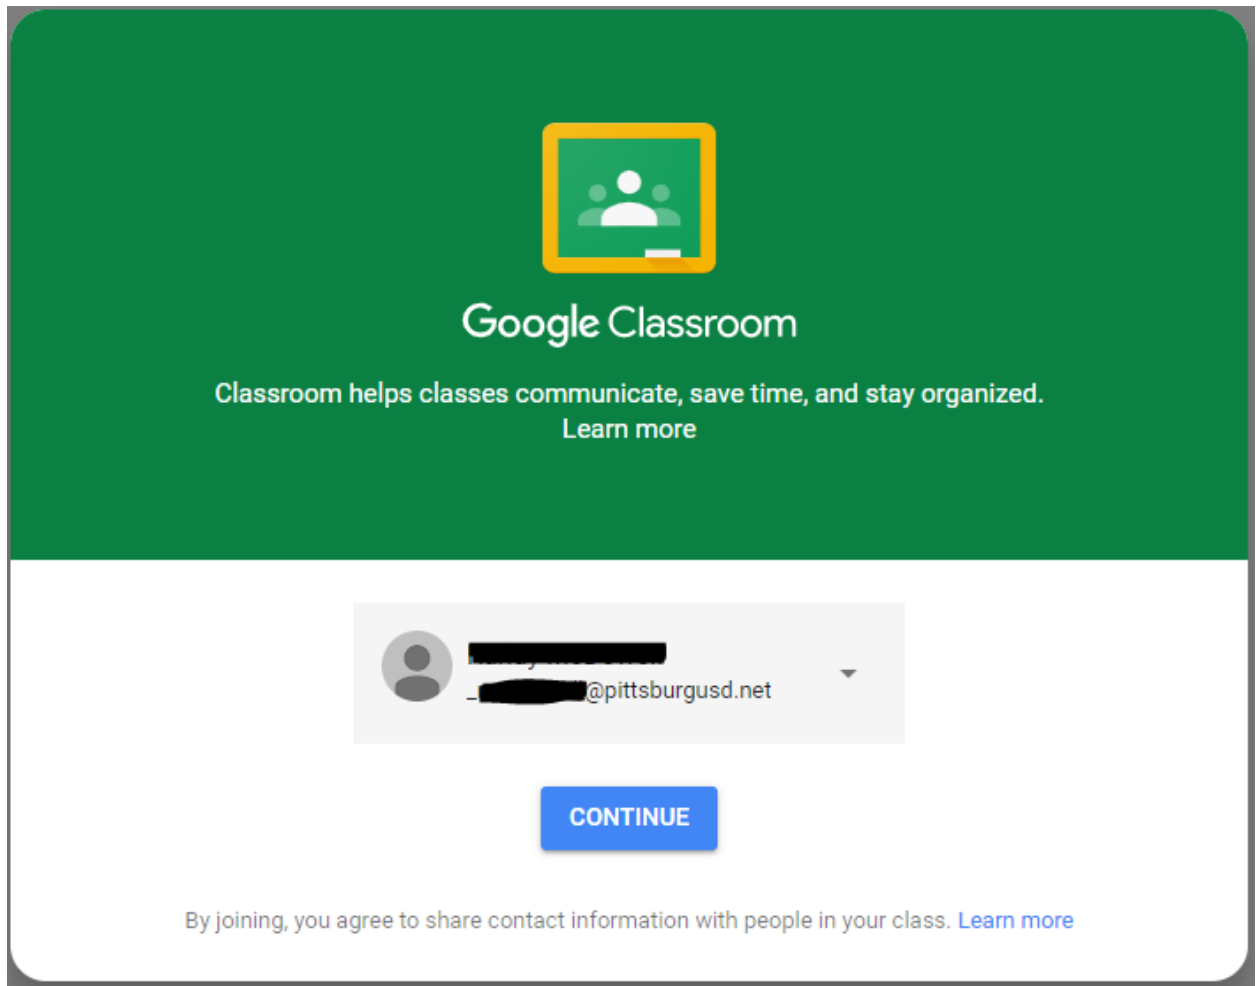 Google Classroom
Classroom helps classes communicate, save time, and stay organized.
Learn more
@pittsburgusd.net
CONTINUE
By joining, you agree to share contact information with people in your class. Learn more